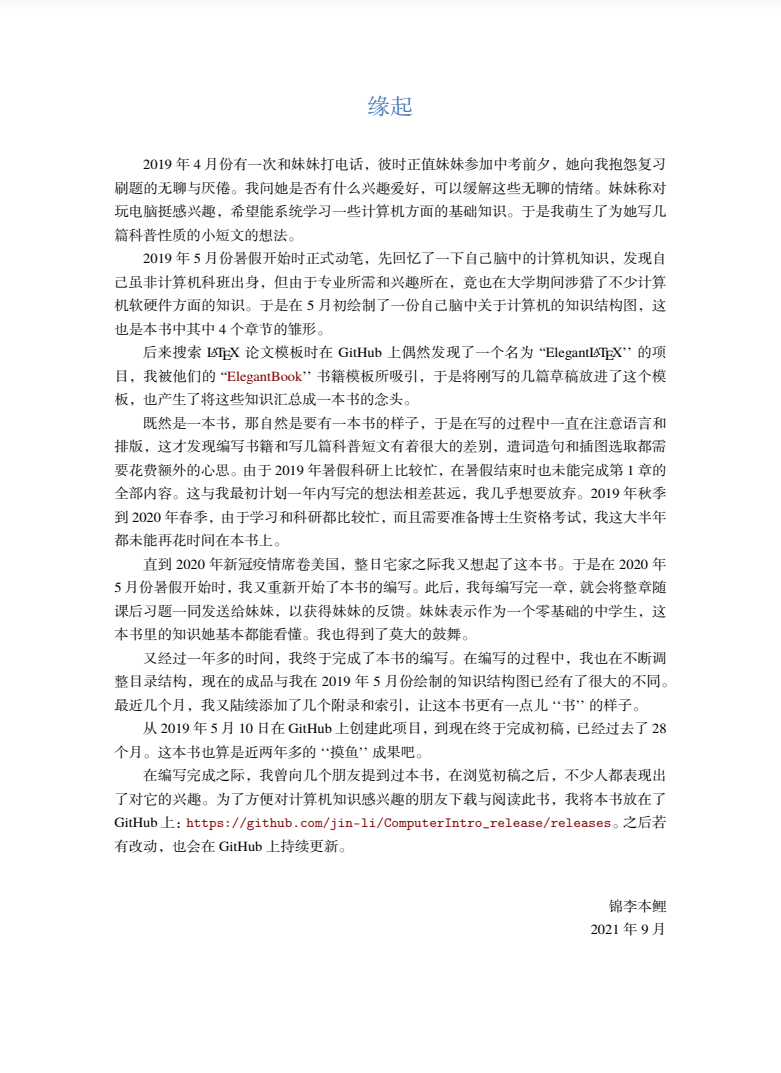 缘起
2019 年 4 月份有一次和妹妹打电话，彼时正值妹妹参加中考前夕，她向我抱怨复习
刷题的无聊与厌倦。我问她是否有什么兴趣爱好，可以缓解这些无聊的情绪。妹妹称对
玩电脑挺感兴趣，希望能系统学习一些计算机方面的基础知识。于是我萌生了为她写几
篇科普性质的小短文的想法。
2019 年 5 月份暑假开始时正式动笔，先回忆了一下自己脑中的计算机知识，发现自
己虽非计算机科班出身，但由于专业所需和兴趣所在，竟也在大学期间涉猎了不少计算
机软硬件方面的知识。于是在 5 月初绘制了一份自己脑中关于计算机的知识结构图，这
也是本书中其中 4 个章节的雏形。
后来搜索 LATEX 论文模板时在 GitHub 上偶然发现了一个名为 “ElegantLATEX’’ 的项
目，我被他们的 “ElegantBook’’ 书籍模板所吸引，于是将刚写的几篇草稿放进了这个模
板，也产生了将这些知识汇总成一本书的念头。
既然是一本书，那自然是要有一本书的样子，于是在写的过程中一直在注意语言和
排版，这才发现编写书籍和写几篇科普短文有着很大的差别，遣词造句和插图选取都需
要花费额外的心思。由于 2019 年暑假科研上比较忙，在暑假结束时也未能完成第 1 章的
全部内容。这与我最初计划一年内写完的想法相差甚远，我几乎想要放弃。2019 年秋季
到 2020 年春季，由于学习和科研都比较忙，而且需要准备博士生资格考试，我这大半年
都未能再花时间在本书上。
直到 2020 年新冠疫情席卷美国，整日宅家之际我又想起了这本书。于是在 2020 年
5 月份暑假开始时，我又重新开始了本书的编写。此后，我每编写完一章，就会将整章随
课后习题一同发送给妹妹，以获得妹妹的反馈。妹妹表示作为一个零基础的中学生，这
本书里的知识她基本都能看懂。我也得到了莫大的鼓舞。
又经过一年多的时间，我终于完成了本书的编写。在编写的过程中，我也在不断调
整目录结构，现在的成品与我在 2019 年 5 月份绘制的知识结构图已经有了很大的不同。
最近几个月，我又陆续添加了几个附录和索引，让这本书更有一点儿 ‘‘书’’ 的样子。
从 2019 年 5 月 10 日在 GitHub 上创建此项目，到现在终于完成初稿，已经过去了 28
个月。这本书也算是近两年多的 ‘‘摸鱼’’ 成果吧。
在编写完成之际，我曾向几个朋友提到过本书，在浏览初稿之后，不少人都表现出
了对它的兴趣。为了方便对计算机知识感兴趣的朋友下载与阅读此书，我将本书放在了
GitHub 上：https://github.com/jin-li/ComputerIntro_release/releases。之后若
有改动，也会在 GitHub 上持续更新。
锦李本鲤
2021 年 9 月